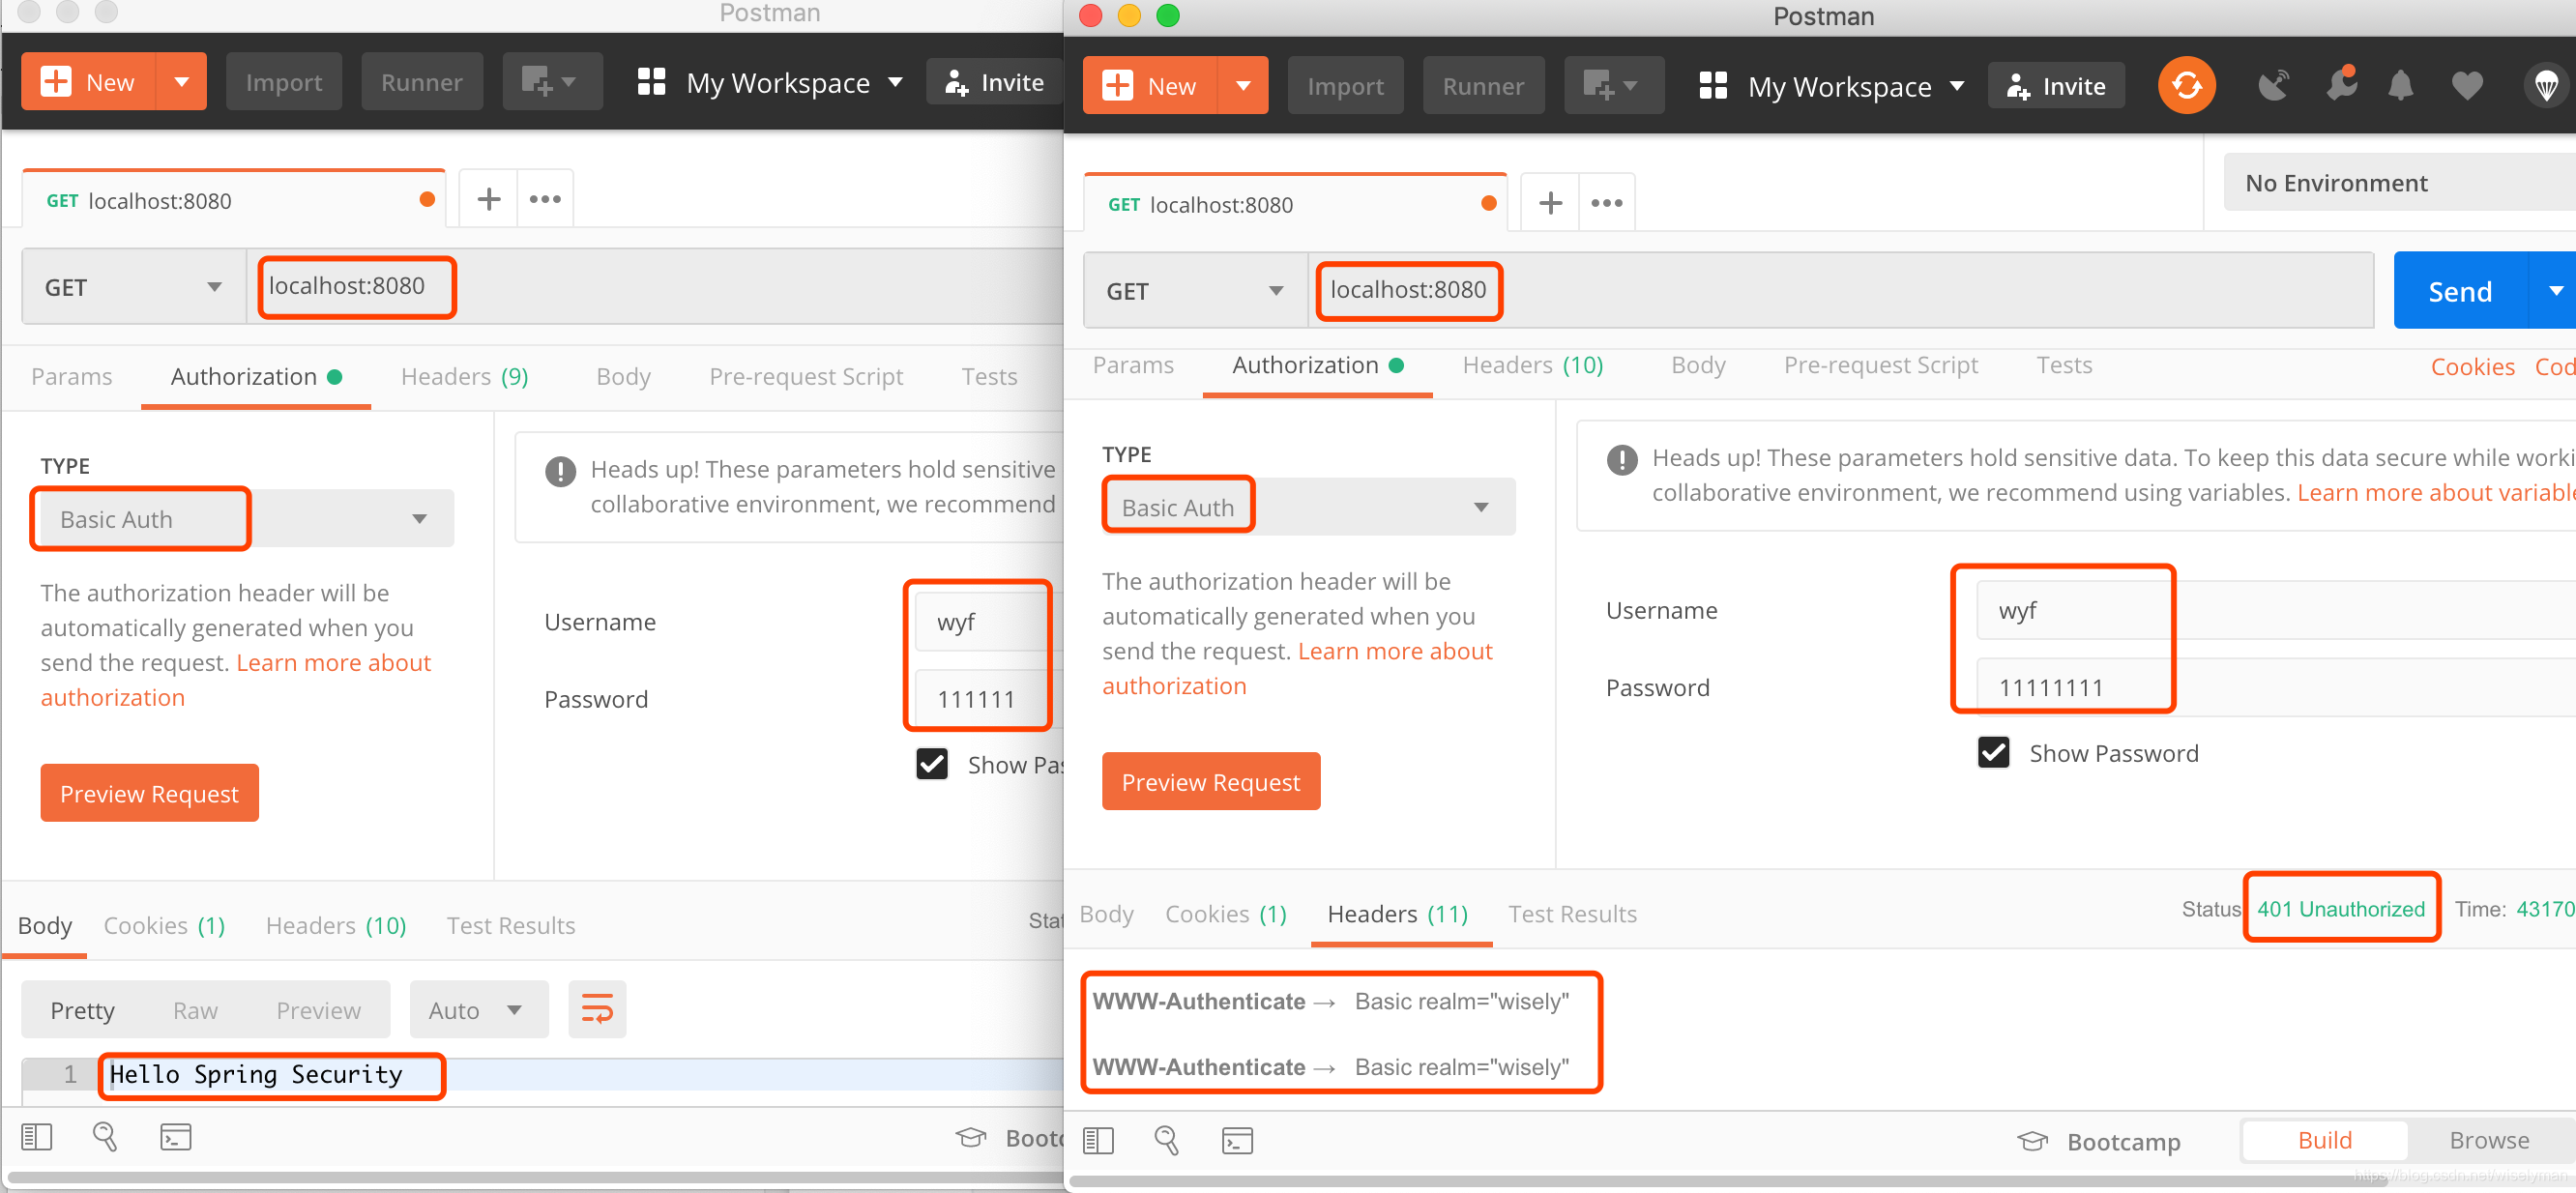 Postman
New
Import
Runner
My Workspace
Invite
GET localhost:8080
GET
localhost:8080
Params
Authorization
Headers (9)
Body
Pre-request Script
Tests
TYPE
Basic Auth
The authorization header will be
automatically generated when you
send the request. Learn more about
authorization
Preview Request
Heads up! These parameters hold sensitive
collaborative environment, we recommend
Username
wyf
Password
111111
Show Pas
Body
Cookies (1)
Headers (10)
Test Results
Stat
Pretty
Raw
Preview
Auto
1
Hello Spring Security
Bootc
Postman
New
Import
Runner
My Workspace
Invite
GET localhost:8080
No Environment
GET
localhost:8080
Send
Params
Authorization
Headers (10)
Body
Pre-request Script
Tests
Cookies
Cod
TYPE
Basic Auth
The authorization header will be
automatically generated when you
send the request. Learn more about
authorization
Preview Request
Heads up! These parameters hold sensitive data. To keep this data secure while worki
collaborative environment, we recommend using variables. Learn more about variable
Username
wyf
Password
11111111
Show Password
Body
Cookies (1)
Headers (11)
Test Results
Status
401 Unauthorized
Time: 43170
WWW-Authenticate → Basic realm="wisely"
WWW-Authenticate → Basic realm="wisely"
Bootcamp
Build
Browse
https://blog.csdn.net/wiselyman